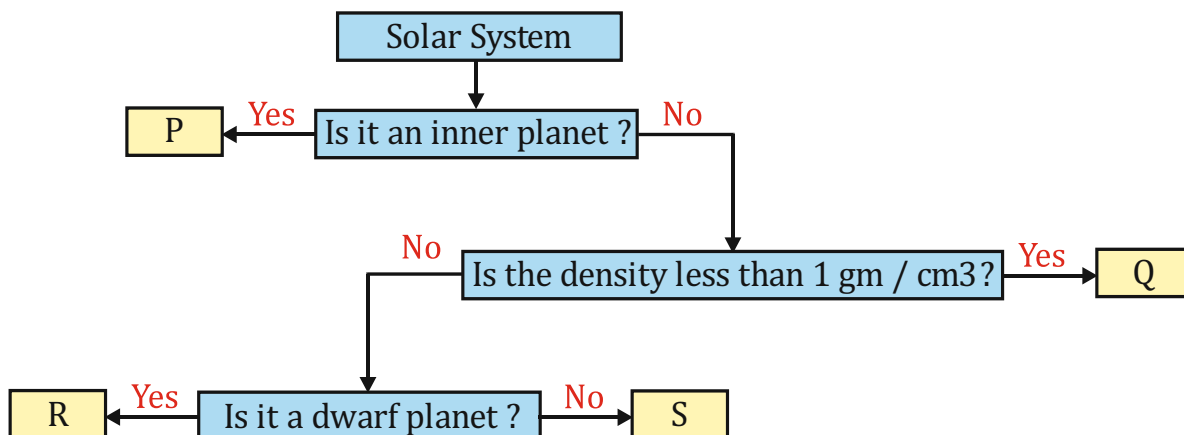 Solar System
P
Yes
Is it an inner planet ?
No
No
Is the density less than 1 gm / cm3 ?
Yes
Q
R
Yes
Is it a dwarf planet ?
No
S